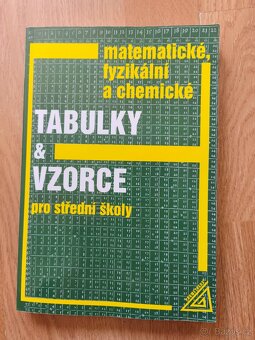 matematické,
fyzikální
a chemické
TABULKY
&
VZORCE
pro střední školy